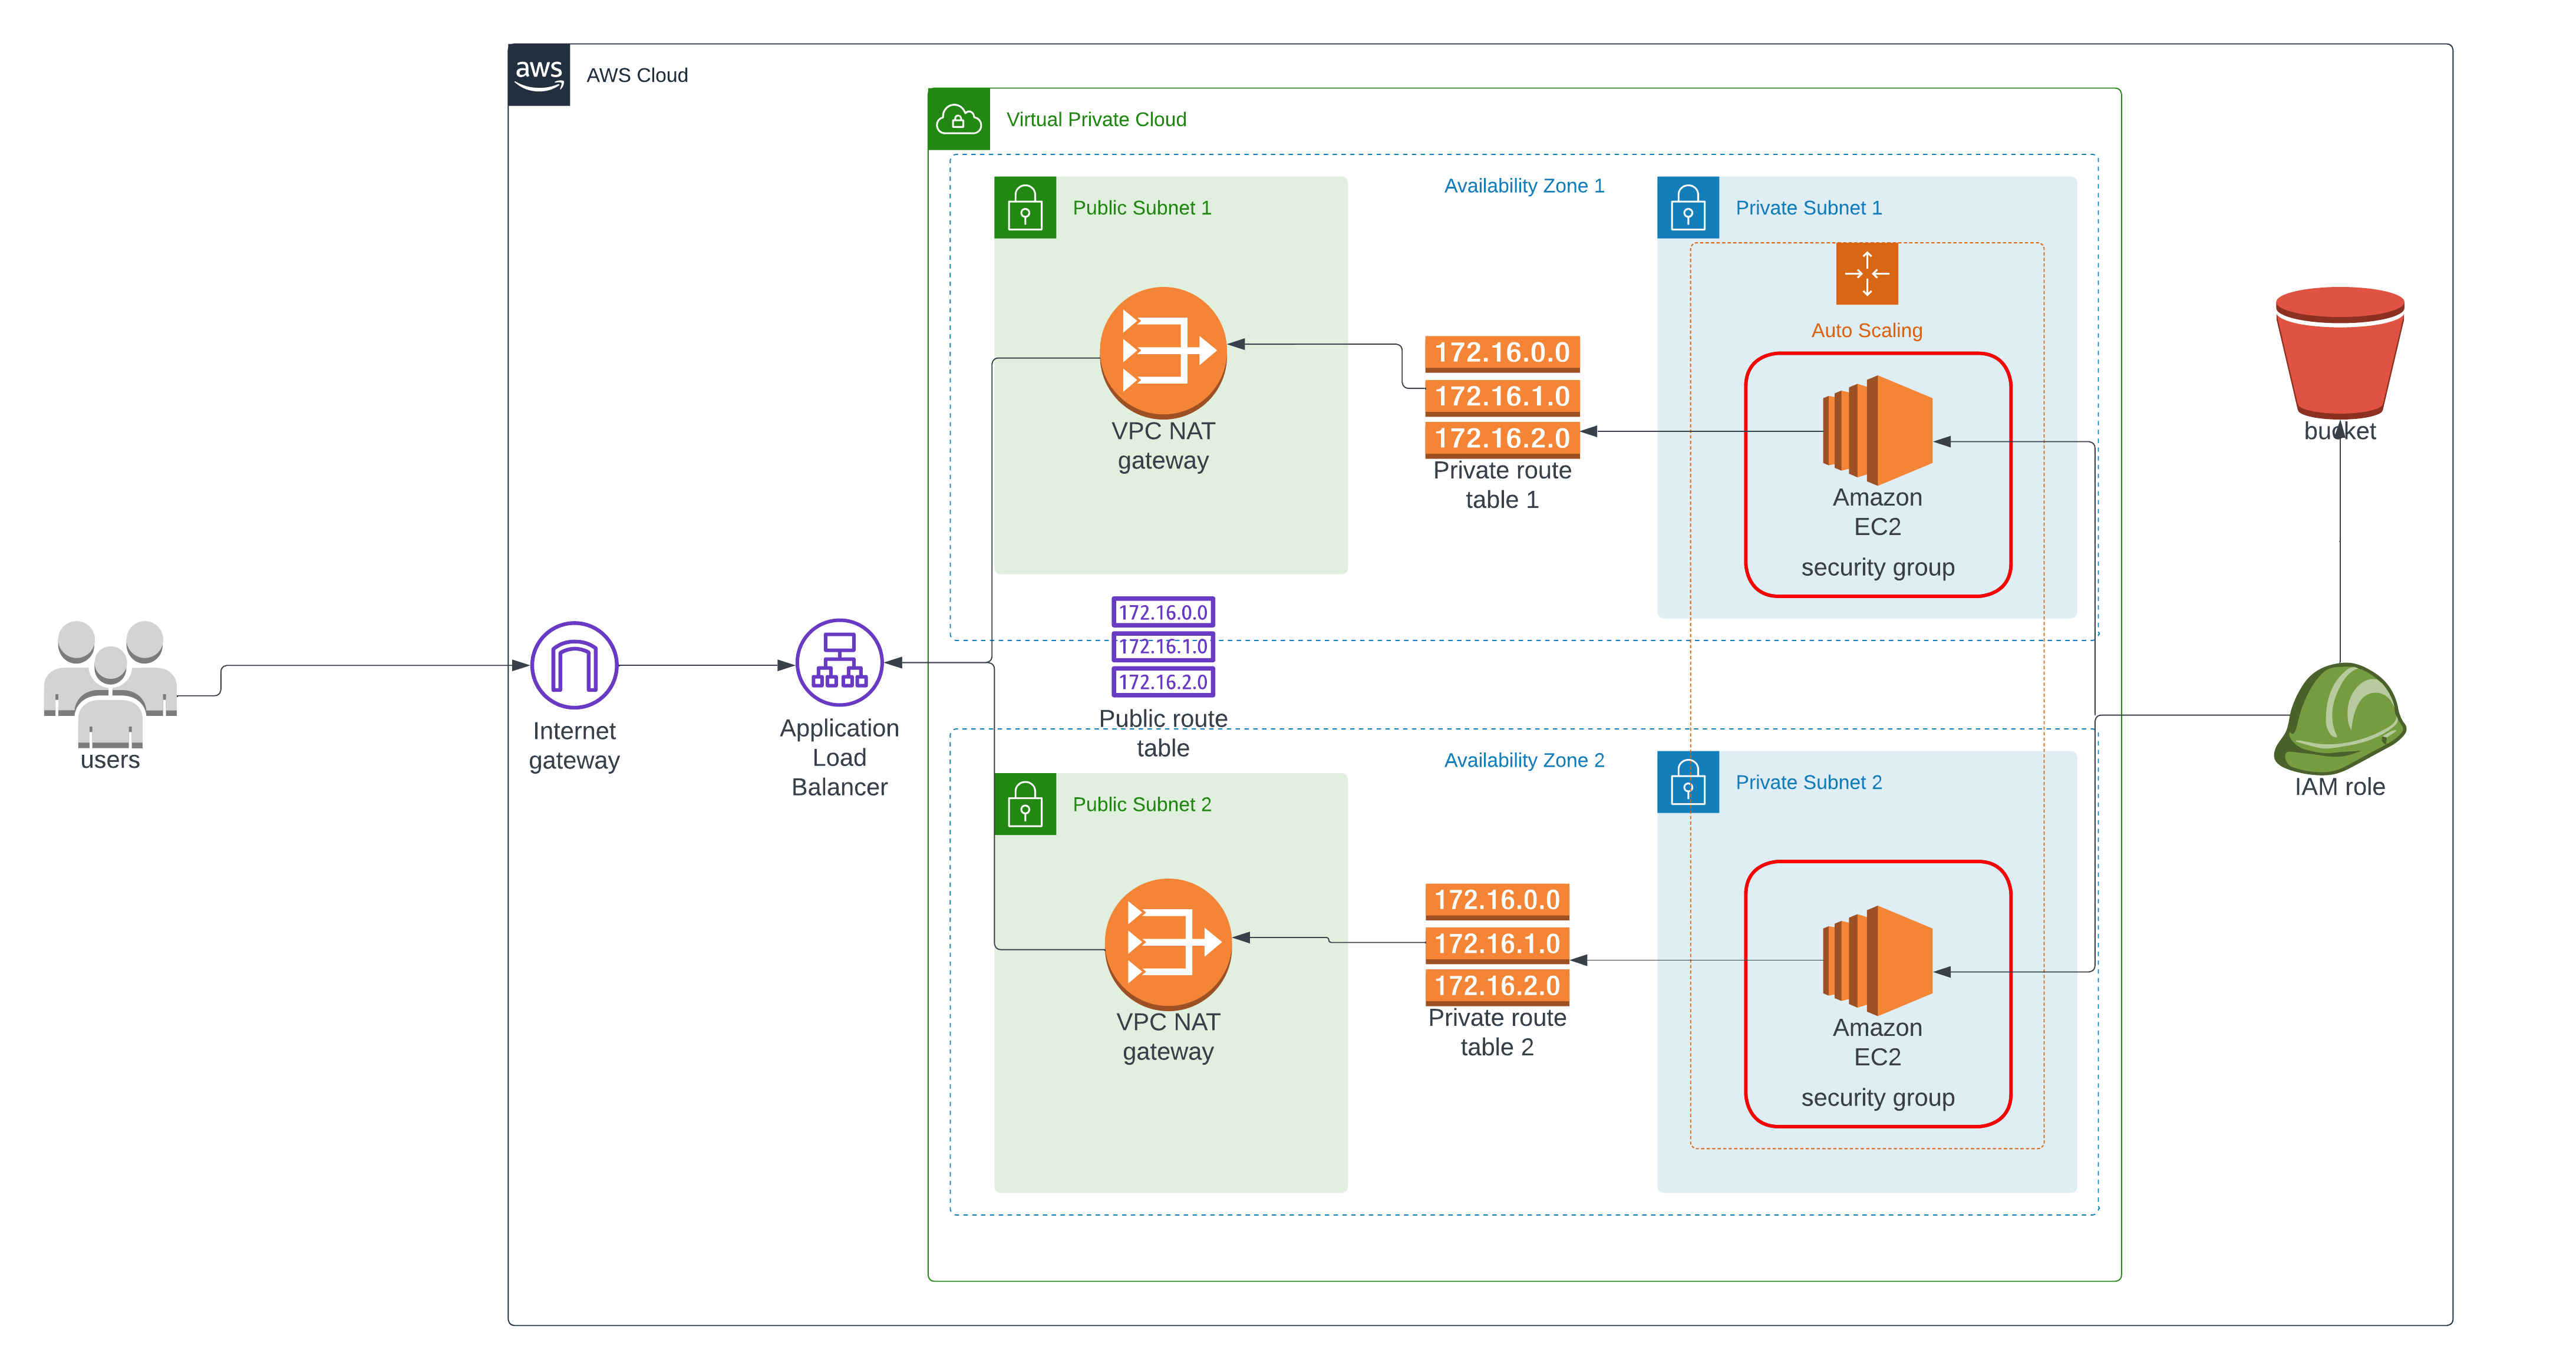 aws
AWS Cloud
Virtual Private Cloud
Availability Zone 1
Public Subnet 1
Private Subnet 1
Auto Scaling
172.16.0.0
172.16.1.0
172.16.2.0
Private route
table 1
VPC NAT
gateway
Amazon
EC2
security group
bucket
172.16.0.0
172.16.1.0
172.16.2.0
Public route
table
users
Internet
gateway
Application
Load
Balancer
IAM role
Availability Zone 2
Public Subnet 2
Private Subnet 2
172.16.0.0
172.16.1.0
172.16.2.0
Private route
table 2
VPC NAT
gateway
Amazon
EC2
security group